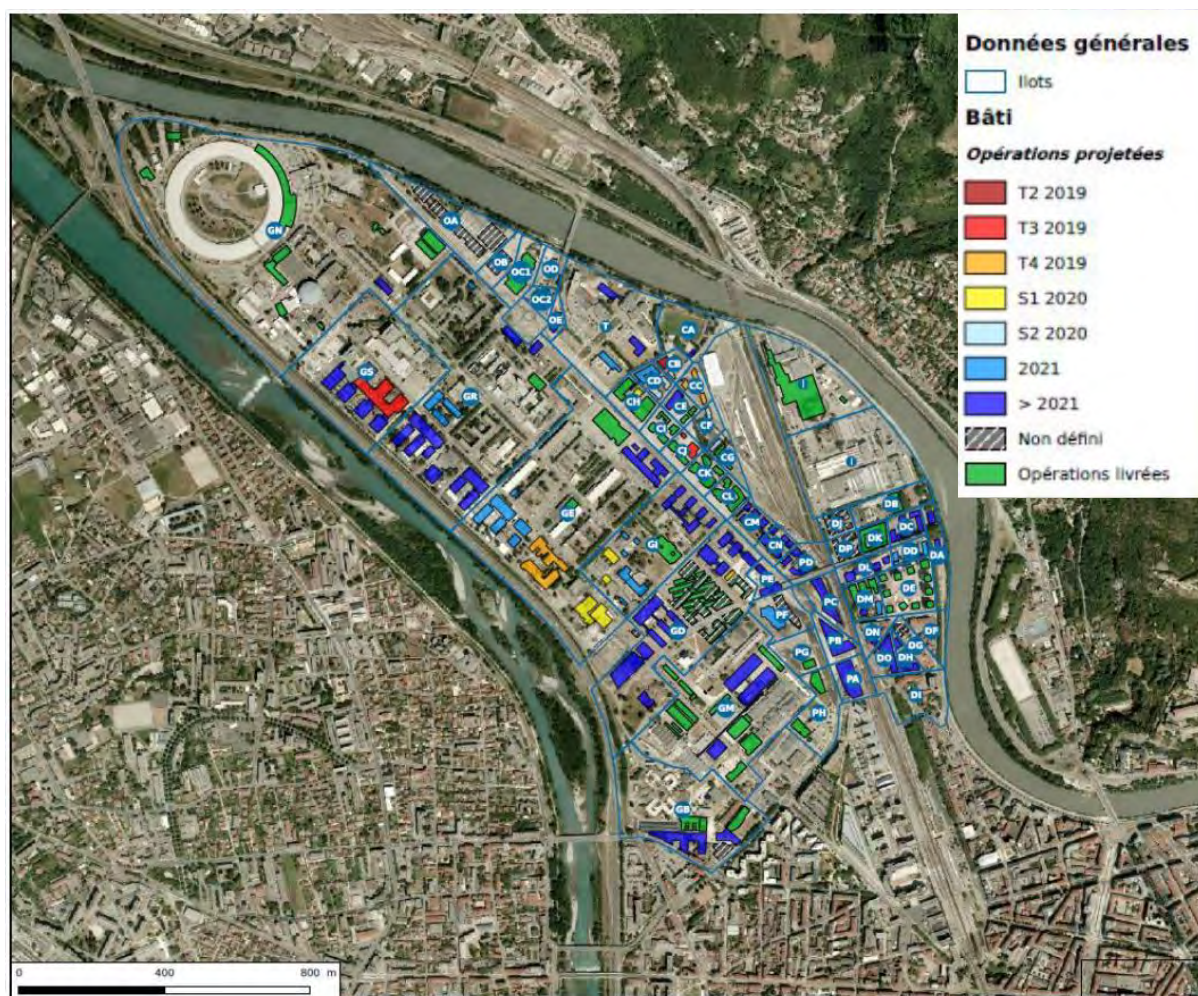 Données générales
Ilots
Bâti
Opérations projetées
T2 2019
T3 2019
T4 2019
S1 2020
S2 2020
2021
> 2021
Non défini
Opérations livrées
GN
OA
OB
OC1
OD
OC2
OE
T
CA
CB
CD
CC
CH
CE
CI
CF
CJ
CG
CK
CL
CM
CN
I
I
GS
GR
GE
GI
GD
GM
GB
DB
DJ
DK
DC
DP
DD
DA
DL
DM
DE
DN
DF
DG
DO
DH
DI
PD
PE
PC
PF
PB
PG
PA
PH
0 400 800 m